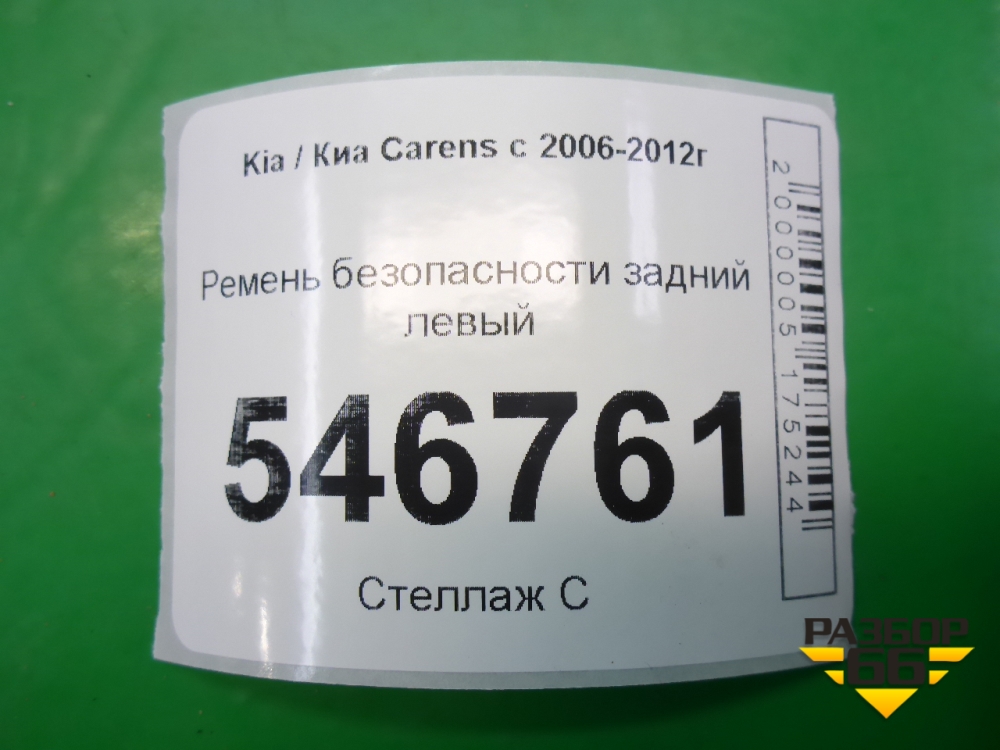 Kia / Киа Carens с 2006-2012г
Ремень безопасности задний
левый
546761
Стеллаж С
2000005175244
РАЗБОР
66